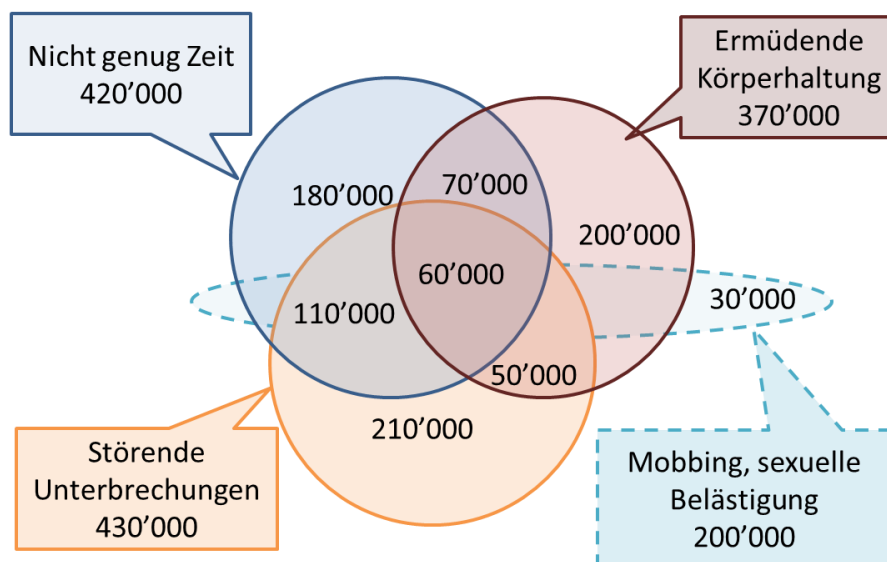 Nicht genug Zeit
420’000
Ermüdende
Körperhaltung
370’000
180’000
70’000
200’000
60’000
110’000
30’000
50’000
210’000
Störende
Unterbrechungen
430’000
Mobbing, sexuelle
Belästigung
200’000